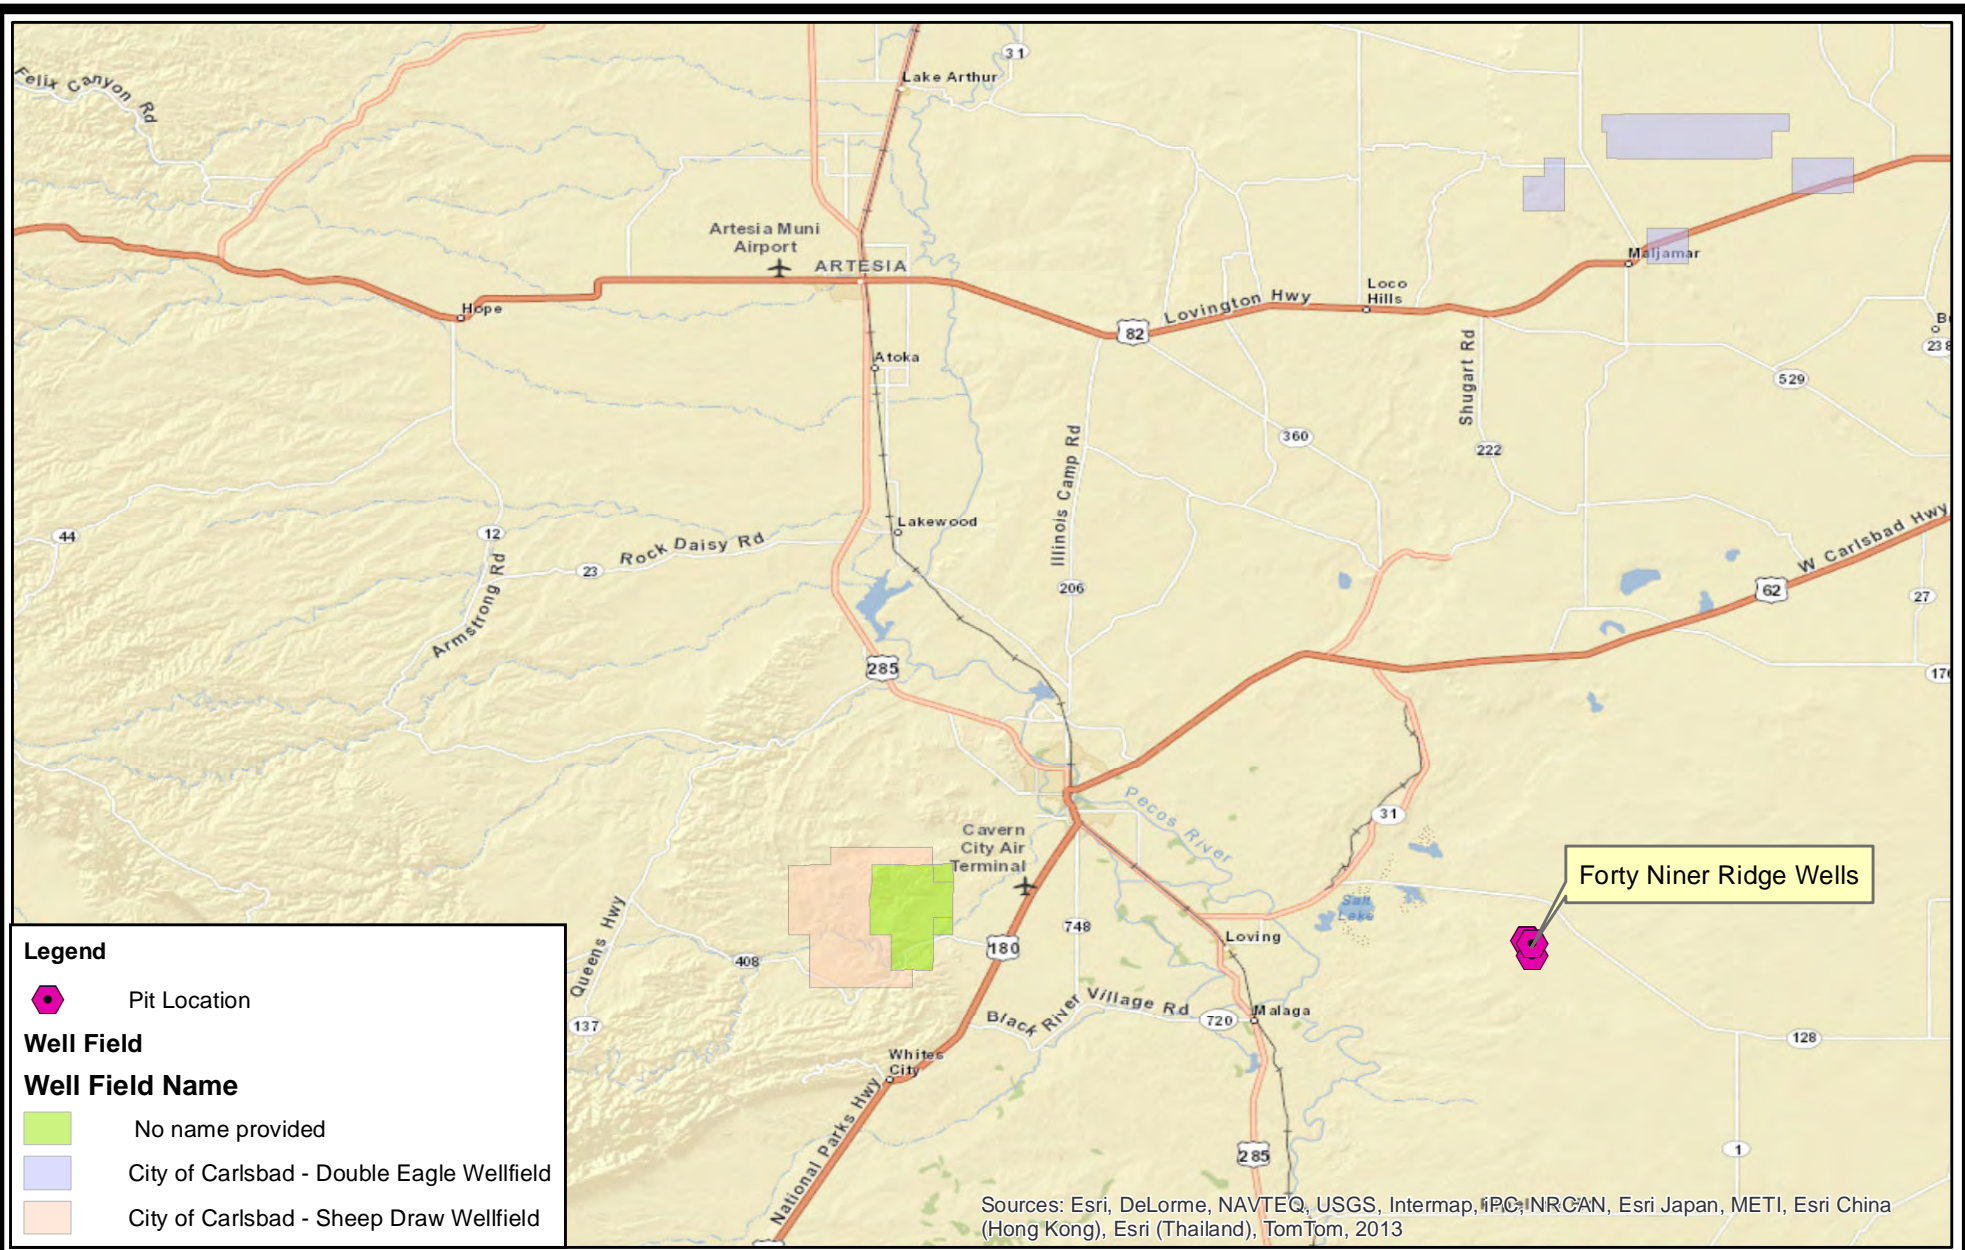 Felix Canyon Rd
31
Lake Arthur
Artesia Muni
Airport
ARTESIA
Hope
Atoka
82
Lovington Hwy
Loco
Hills
Maljamar
Shugart Rd
529
238
360
222
Illinois Camp Rd
206
44
12
Armstrong Rd
23
Rock Daisy Rd
Lakewood
285
W Carlsbad Hwy
62
27
176
Pecos River
31
Cavern
City Air
Terminal
Salt
Lake
Forty Niner Ridge Wells
Queens Hwy
408
137
180
748
Loving
Black River Village Rd
720
Malaga
Whites
City
National Parks Hwy
128
1
285
Legend
Pit Location
Well Field
Well Field Name
No name provided
City of Carlsbad - Double Eagle Wellfield
City of Carlsbad - Sheep Draw Wellfield
Sources: Esri, DeLorme, NAVTEQ, USGS, Intermap, iPC, NRCAN, Esri Japan, METI, Esri China
(Hong Kong), Esri (Thailand), TomTom, 2013